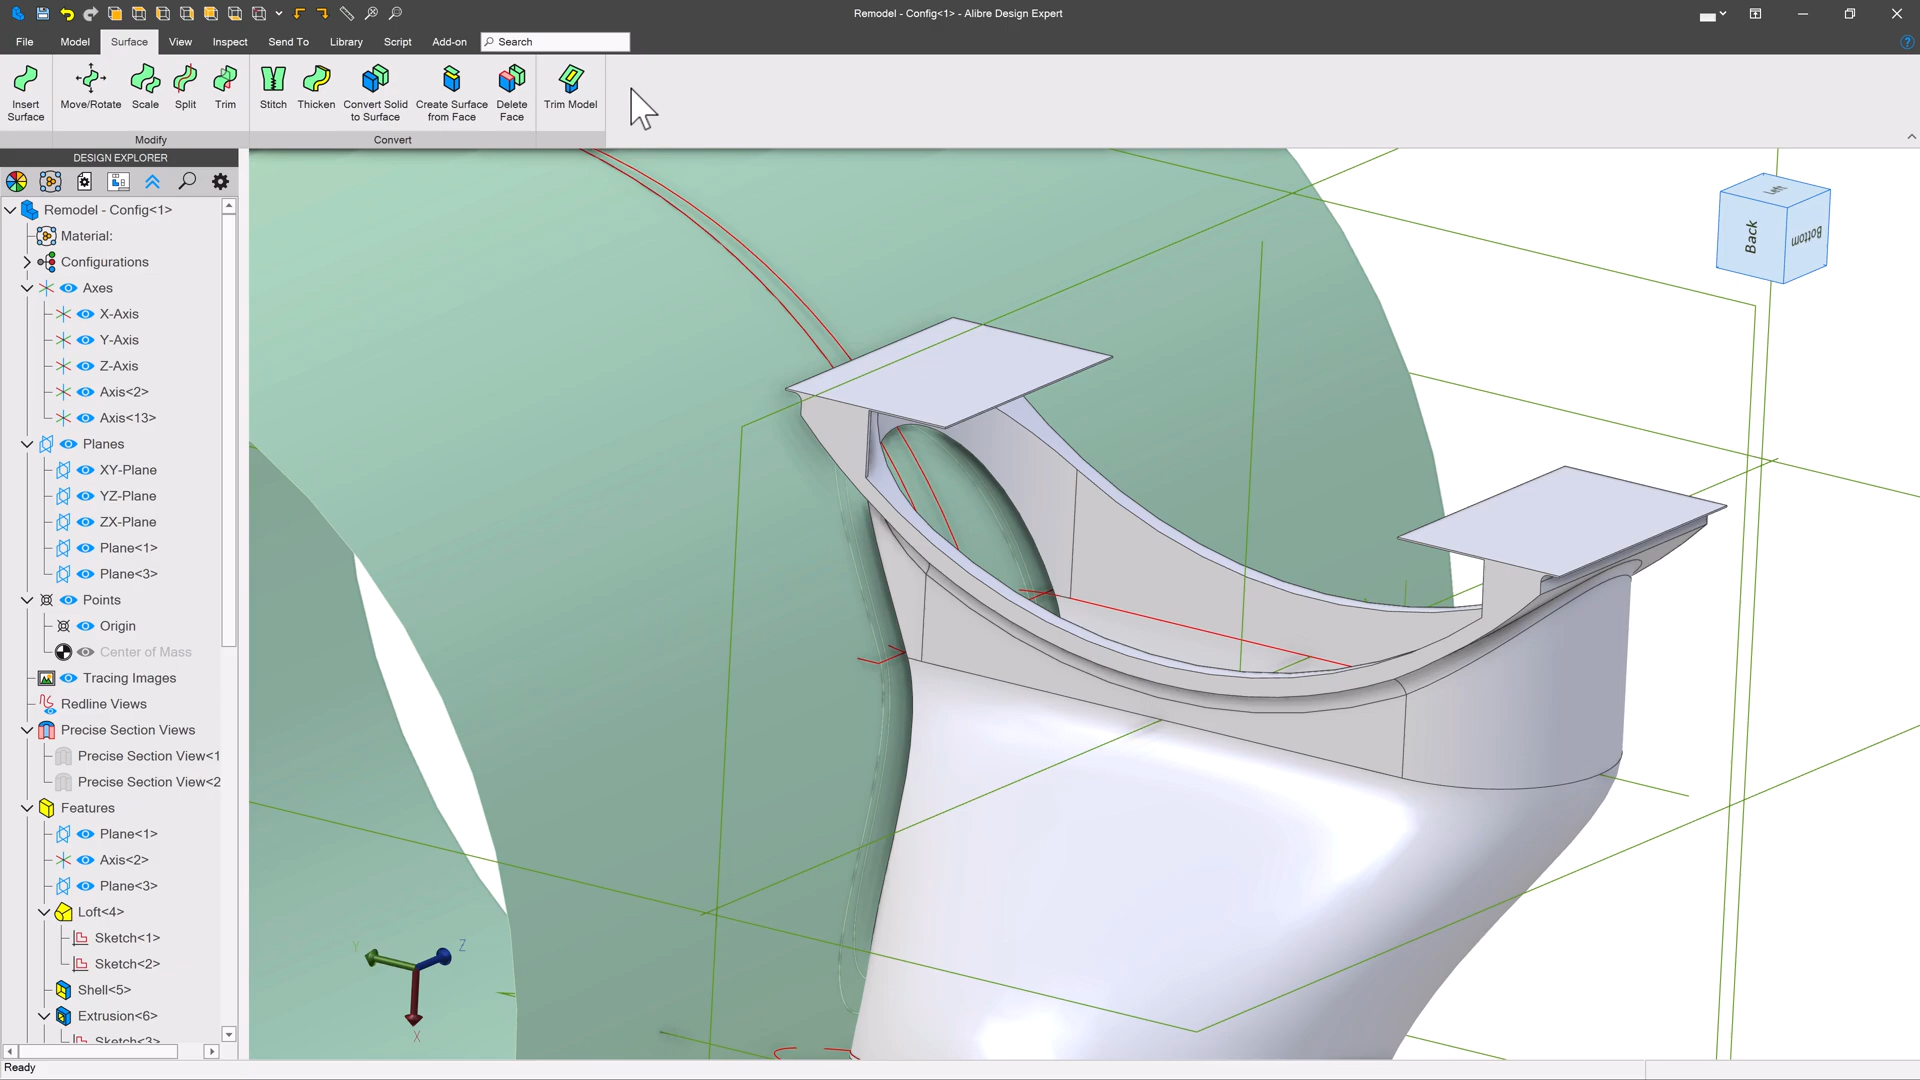 Remodel - Config<1> - Alibre Design Expert
File Model Surface View Inspect Send To Library Script Add-on Search
Insert Surface
Move/Rotate Scale Split Trim
Stitch Thicken Convert Solid to Surface Create Surface from Face Delete Face
Trim Model
Modify Convert
DESIGN EXPLORER
Remodel - Config<1>
Material:
Configurations
Axes
X-Axis
Y-Axis
Z-Axis
Axis<2>
Axis<13>
Planes
XY-Plane
YZ-Plane
ZX-Plane
Plane<1>
Plane<3>
Points
Origin
Center of Mass
Tracing Images
Redline Views
Precise Section Views
Precise Section View<1
Precise Section View<2
Features
Plane<1>
Axis<2>
Plane<3>
Loft<4>
Sketch<1>
Sketch<2>
Shell<5>
Extrusion<6>
Sketch<3>
Left
Back
Bottom
Y
Z
X
Ready